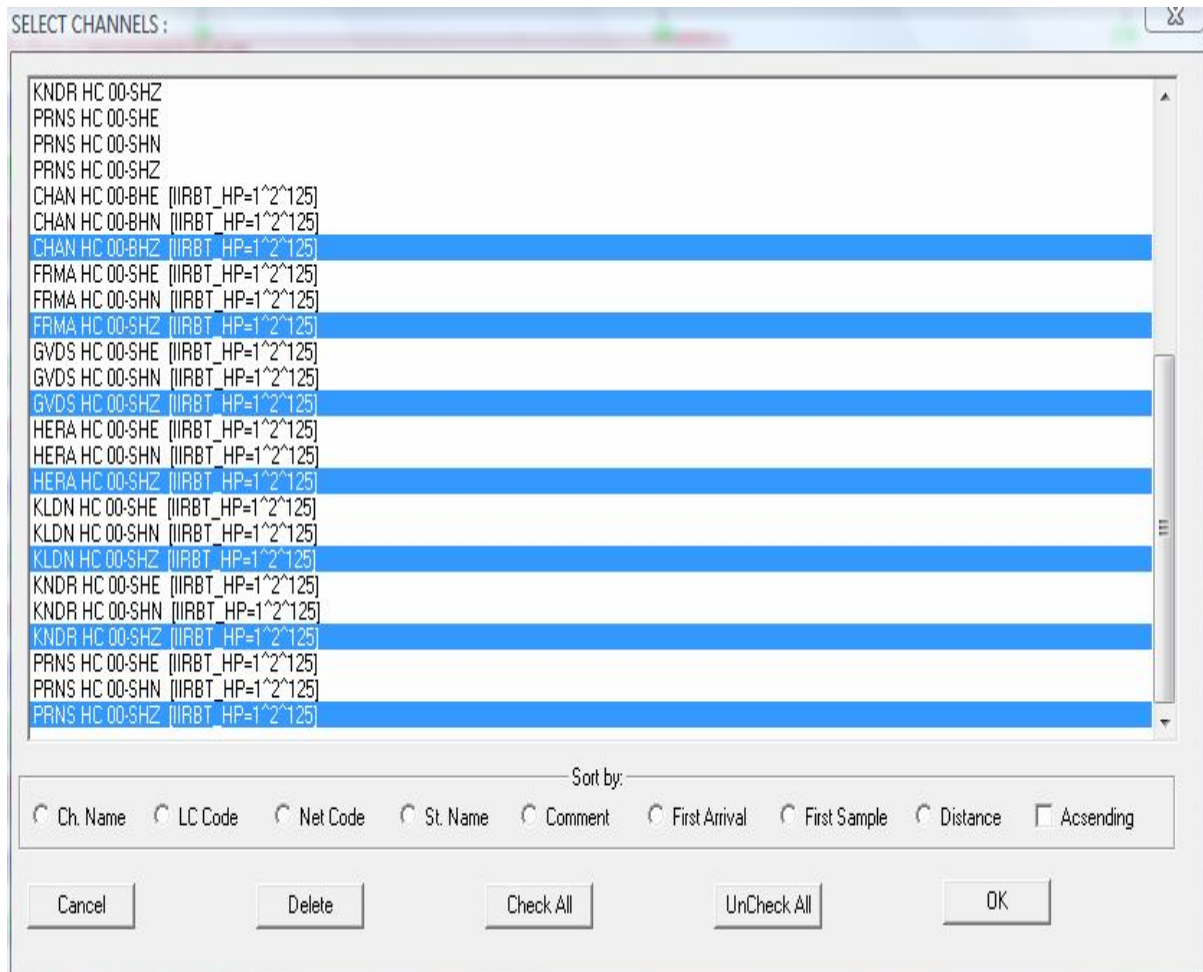 SELECT CHANNELS :
KNDR HC 00-SHZ
PRNS HC 00-SHE
PRNS HC 00-SHN
PRNS HC 00-SHZ
CHAN HC 00-BHE [IIRBT_HP=1^2^125]
CHAN HC 00-BHN [IIRBT_HP=1^2^125]
CHAN HC 00-BHZ [IIRBT_HP=1^2^125]
FRMA HC 00-SHE [IIRBT_HP=1^2^125]
FRMA HC 00-SHN [IIRBT_HP=1^2^125]
FRMA HC 00-SHZ [IIRBT_HP=1^2^125]
GVDS HC 00-SHE [IIRBT_HP=1^2^125]
GVDS HC 00-SHN [IIRBT_HP=1^2^125]
GVDS HC 00-SHZ [IIRBT_HP=1^2^125]
HERA HC 00-SHE [IIRBT_HP=1^2^125]
HERA HC 00-SHN [IIRBT_HP=1^2^125]
HERA HC 00-SHZ [IIRBT_HP=1^2^125]
KLDN HC 00-SHE [IIRBT_HP=1^2^125]
KLDN HC 00-SHN [IIRBT_HP=1^2^125]
KLDN HC 00-SHZ [IIRBT_HP=1^2^125]
KNDR HC 00-SHE [IIRBT_HP=1^2^125]
KNDR HC 00-SHN [IIRBT_HP=1^2^125]
KNDR HC 00-SHZ [IIRBT_HP=1^2^125]
PRNS HC 00-SHE [IIRBT_HP=1^2^125]
PRNS HC 00-SHN [IIRBT_HP=1^2^125]
PRNS HC 00-SHZ [IIRBT_HP=1^2^125]
Sort by:
Ch. Name LC Code Net Code St. Name Comment First Arrival First Sample Distance Acsending
Cancel Delete Check All UnCheck All OK